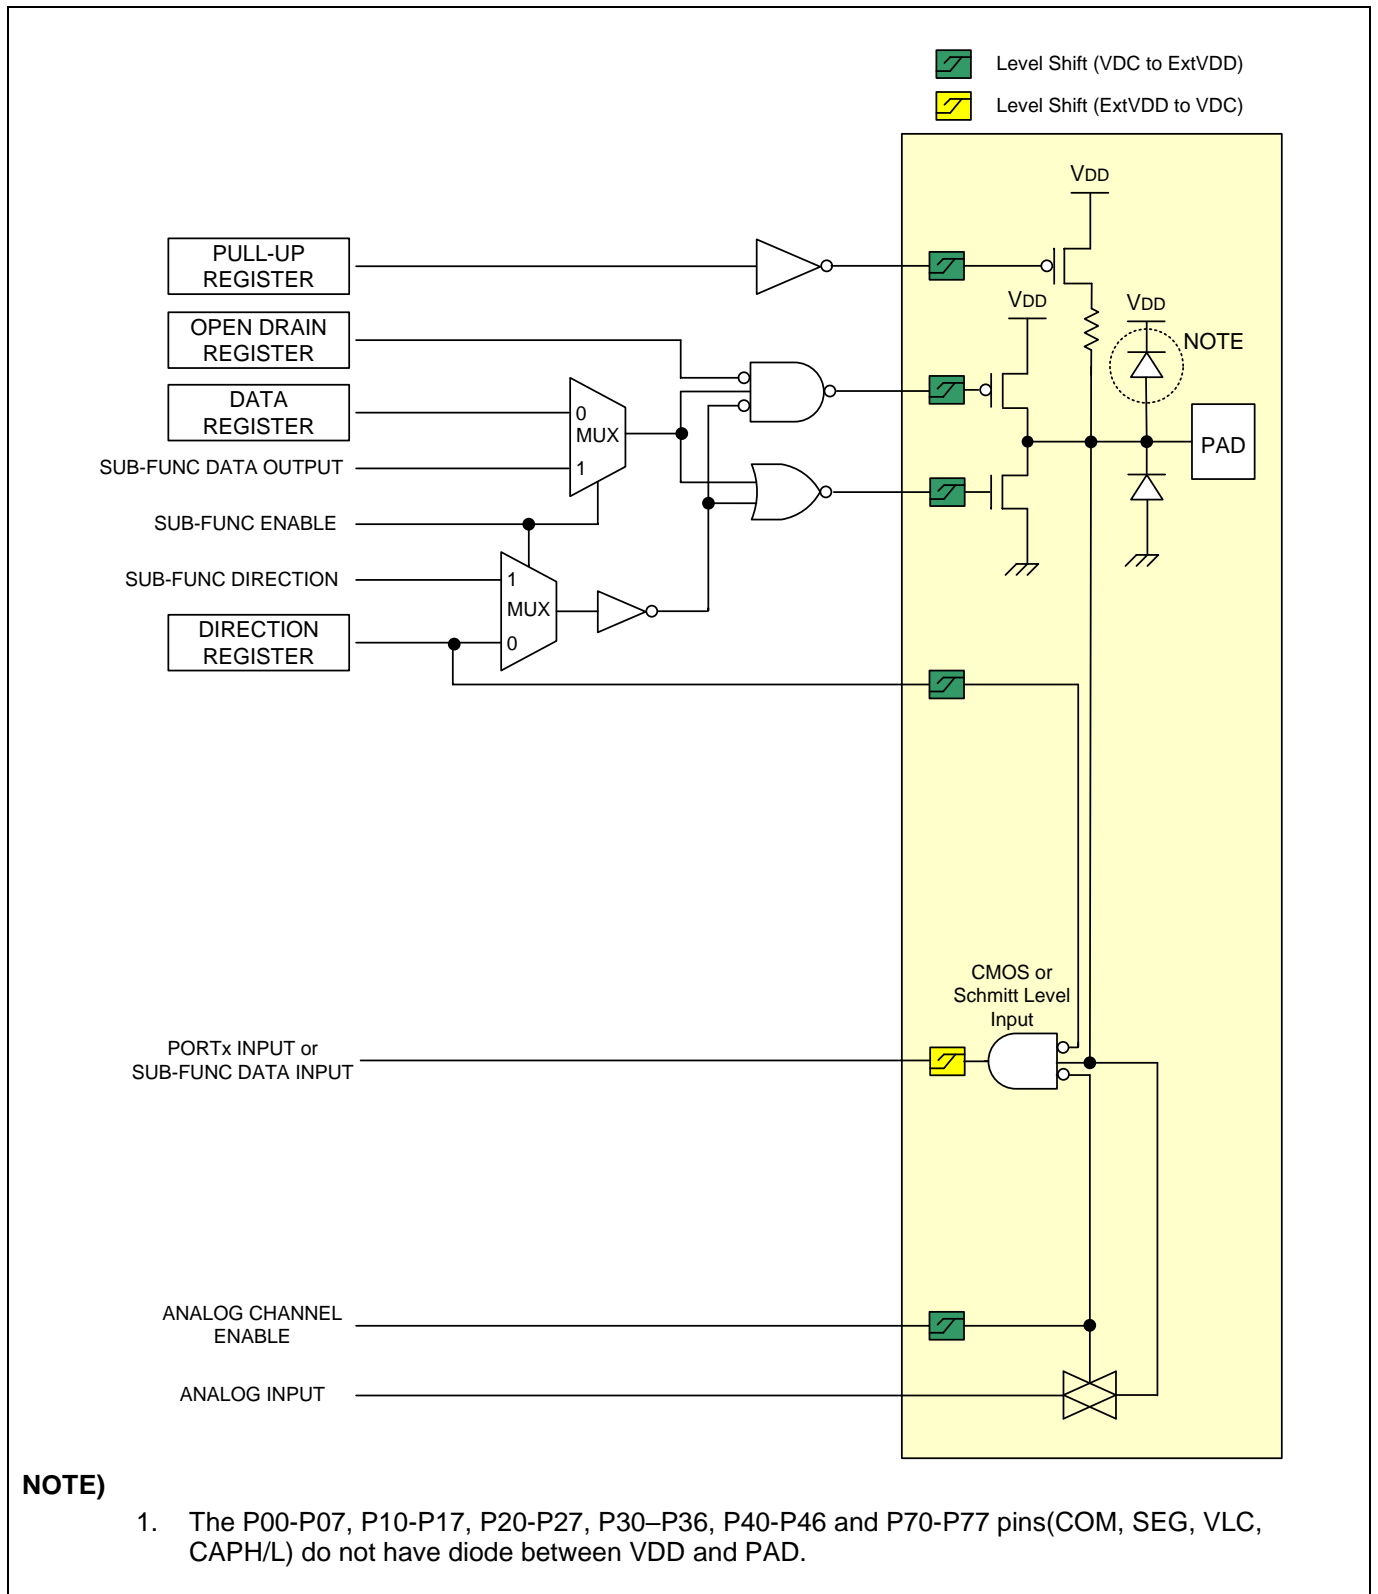 Level Shift (VDC to ExtVDD)
Level Shift (ExtVDD to VDC)
VDD
PULL-UP
REGISTER
VDD
VDD
OPEN DRAIN
REGISTER
NOTE
DATA
REGISTER
0
MUX
1
PAD
SUB-FUNC DATA OUTPUT
SUB-FUNC ENABLE
SUB-FUNC DIRECTION
1
MUX
0
DIRECTION
REGISTER
CMOS or
Schmitt Level
Input
PORTx INPUT or
SUB-FUNC DATA INPUT
ANALOG CHANNEL
ENABLE
ANALOG INPUT
NOTE)
1. The P00-P07, P10-P17, P20-P27, P30–P36, P40-P46 and P70-P77 pins(COM, SEG, VLC,
CAPH/L) do not have diode between VDD and PAD.